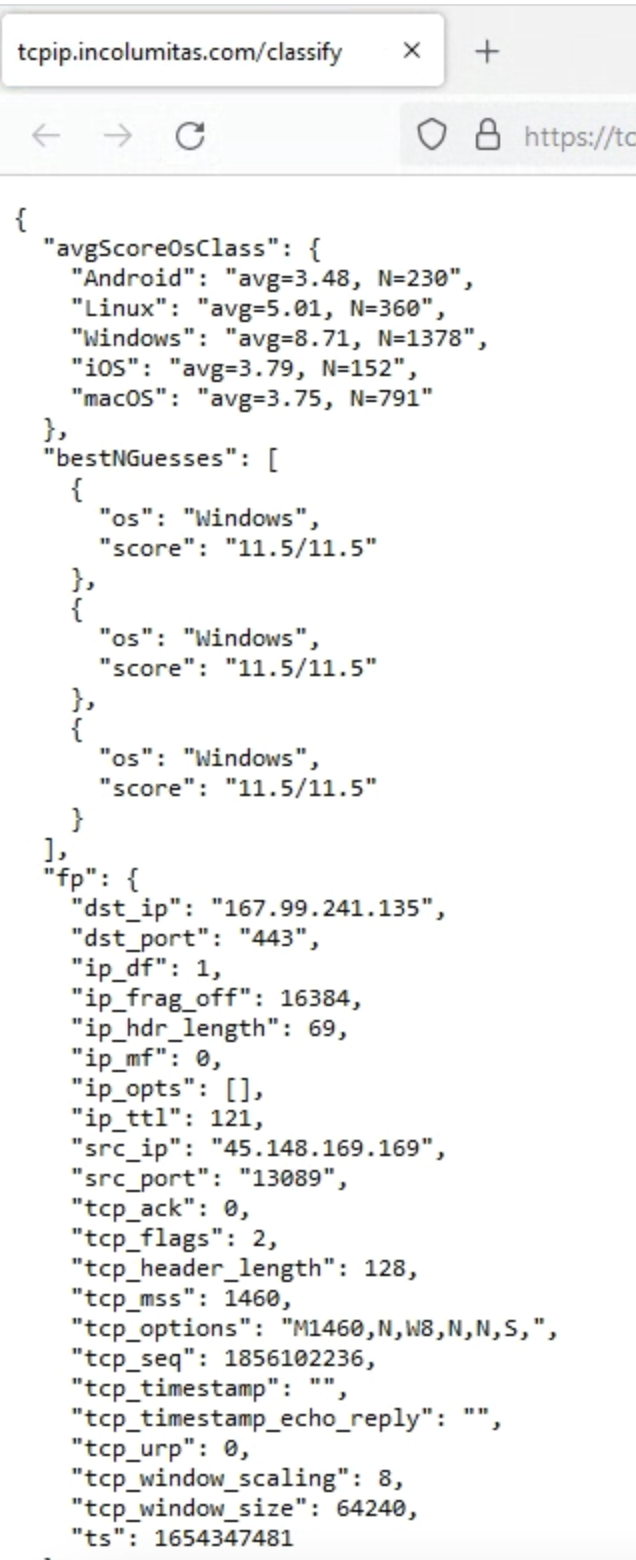 tcpip.incolumitas.com/classify
https://tc
{
"avgScoreOsClass": {
"Android": "avg=3.48, N=230",
"Linux": "avg=5.01, N=360",
"Windows": "avg=8.71, N=1378",
"iOS": "avg=3.79, N=152",
"macOS": "avg=3.75, N=791"
},
"bestNGuesses": [
{
"os": "Windows",
"score": "11.5/11.5"
},
{
"os": "Windows",
"score": "11.5/11.5"
},
{
"os": "Windows",
"score": "11.5/11.5"
}
],
"fp": {
"dst_ip": "167.99.241.135",
"dst_port": "443",
"ip_df": 1,
"ip_frag_off": 16384,
"ip_hdr_length": 69,
"ip_mf": 0,
"ip_opts": [],
"ip_ttl": 121,
"src_ip": "45.148.169.169",
"src_port": "13089",
"tcp_ack": 0,
"tcp_flags": 2,
"tcp_header_length": 128,
"tcp_mss": 1460,
"tcp_options": "M1460,N,W8,N,N,S,",
"tcp_seq": 1856102236,
"tcp_timestamp": "",
"tcp_timestamp_echo_reply": "",
"tcp_urp": 0,
"tcp_window_scaling": 8,
"tcp_window_size": 64240,
"ts": 1654347481